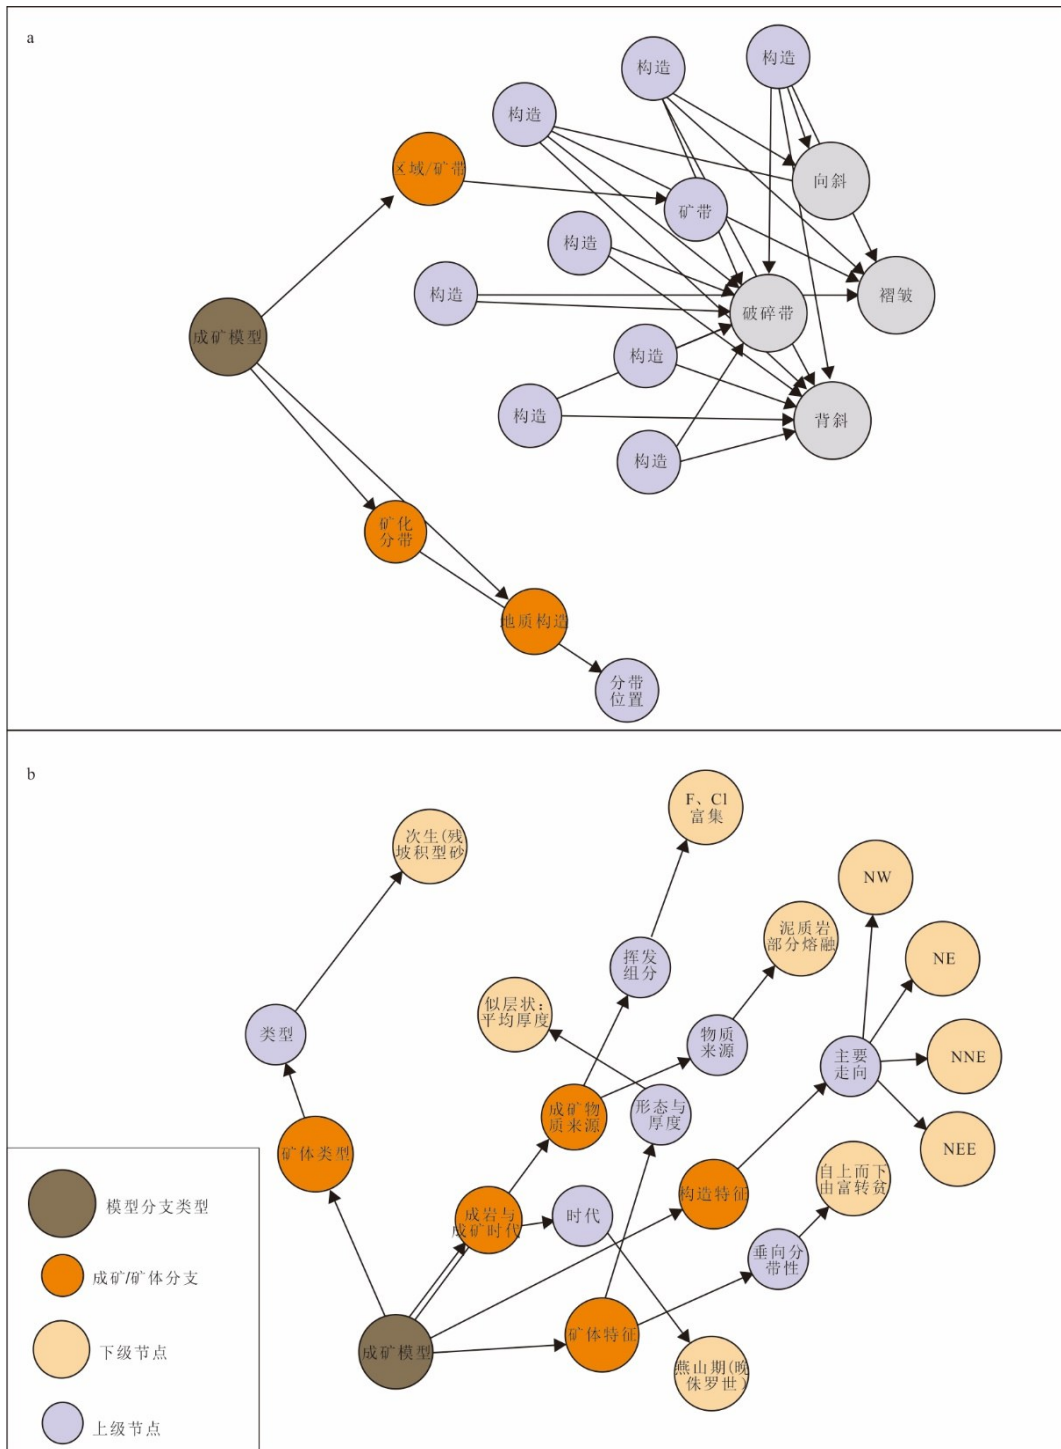 a
构造
构造
构造
区域/矿带
向斜
矿带
构造
褶皱
构造
破碎带
成矿模型
构造
构造
背斜
构造
矿化
分带
地质构造
分带
位置
b
F、Cl
富集
次生(残
坡积型砂
NW
泥质岩
部分熔融
NE
挥发
组分
似层状:
平均厚度
类型
物质
来源
主要
走向
NNE
成矿物
质来源
形态与
厚度
矿体类型
NEE
自上而下
由富转贫
构造特征
成岩与
成矿时代
时代
垂向分
带性
矿体特征
成矿模型
燕山期(晚
侏罗世)
模型分支类型
成矿/矿体分支
下级节点
上级节点